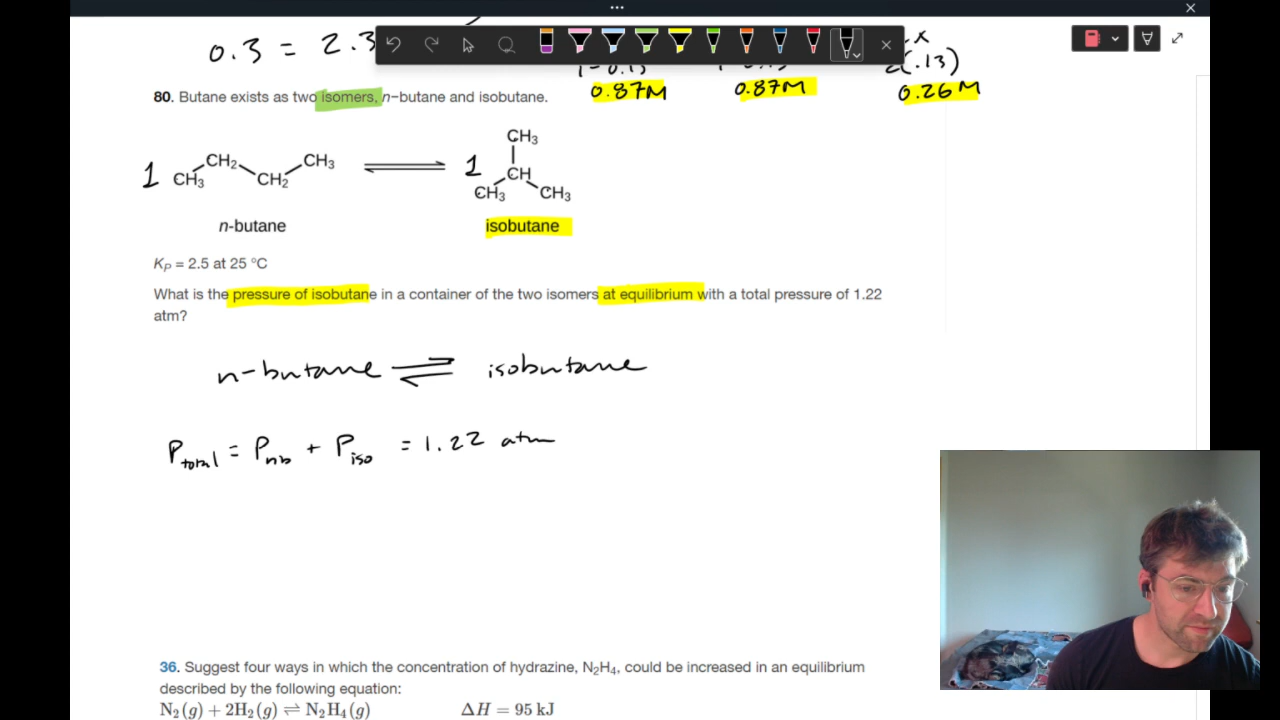 0.3 = 2.3
x
2(.13)
0.87M 0.87M 0.26M
80. Butane exists as two isomers, n−butane and isobutane.
CH3
1 CH3 CH2 CH2 CH3 ⇌ 1 CH3 CH CH3
n-butane isobutane
KP = 2.5 at 25 °C
What is the pressure of isobutane in a container of the two isomers at equilibrium with a total pressure of 1.22
atm?
n-butane ⇌ isobutane
Ptotal = Pnb + Piso = 1.22 atm
36. Suggest four ways in which the concentration of hydrazine, N2H4, could be increased in an equilibrium
described by the following equation:
N2(g) + 2H2(g) ⇌ N2H4(g) ΔH = 95 kJ